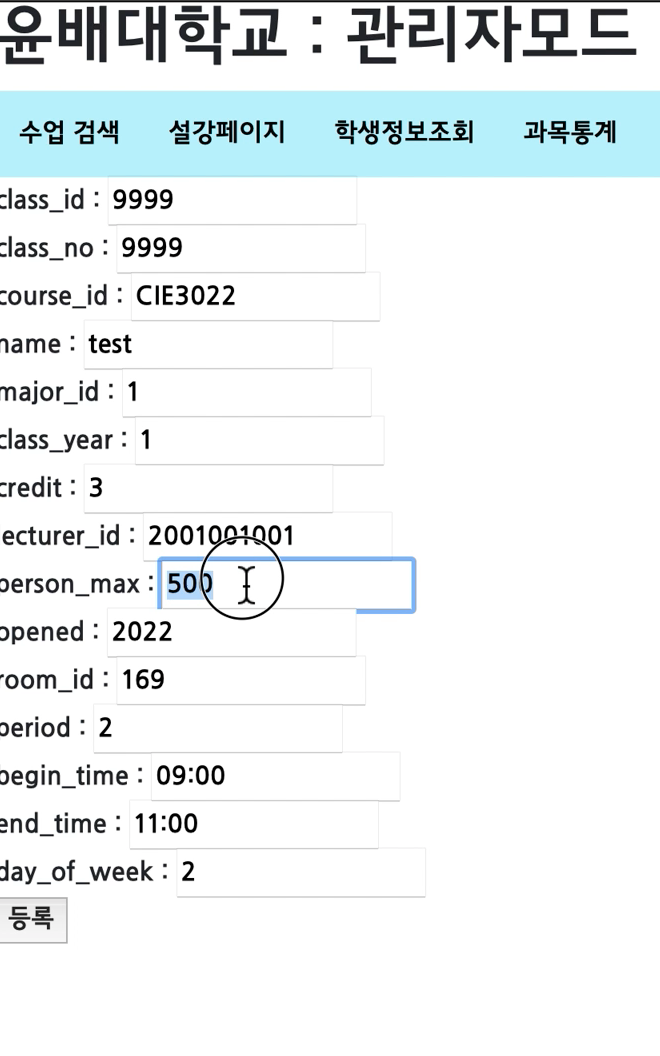 윤배대학교 : 관리자모드
수업 검색 설강페이지 학생정보조회 과목통계
class_id : 9999
class_no : 9999
course_id : CIE3022
name : test
major_id : 1
class_year : 1
credit : 3
lecturer_id : 2001001001
person_max : 500
opened : 2022
room_id : 169
period : 2
begin_time : 09:00
end_time : 11:00
day_of_week : 2
등록